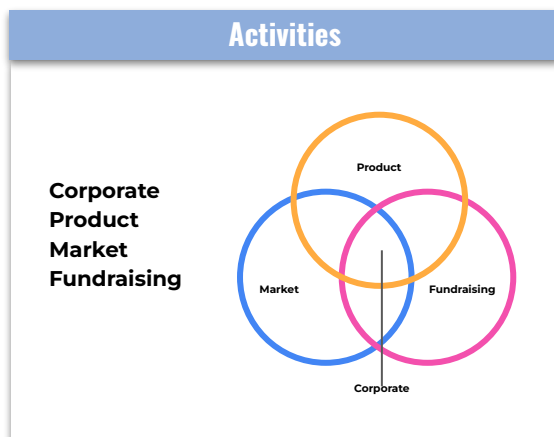 Activities
Corporate
Product
Market
Fundraising
Product
Market
Fundraising
Corporate